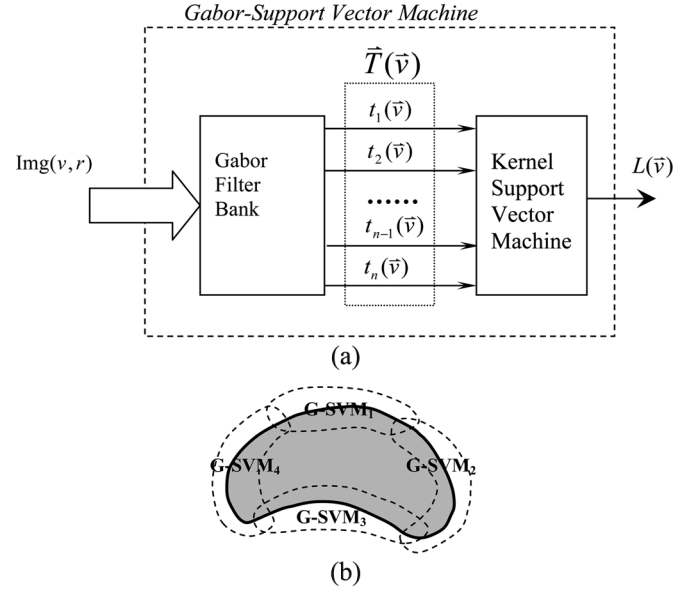 Gabor-Support Vector Machine
T⃗(v⃗)
Img(v,r)
Gabor
Filter
Bank
t₁(v⃗)
t₂(v⃗)
......
tₙ₋₁(v⃗)
tₙ(v⃗)
Kernel
Support
Vector
Machine
L(v⃗)
(a)
G-SVM₁
G-SVM₄
G-SVM₂
G-SVM₃
(b)